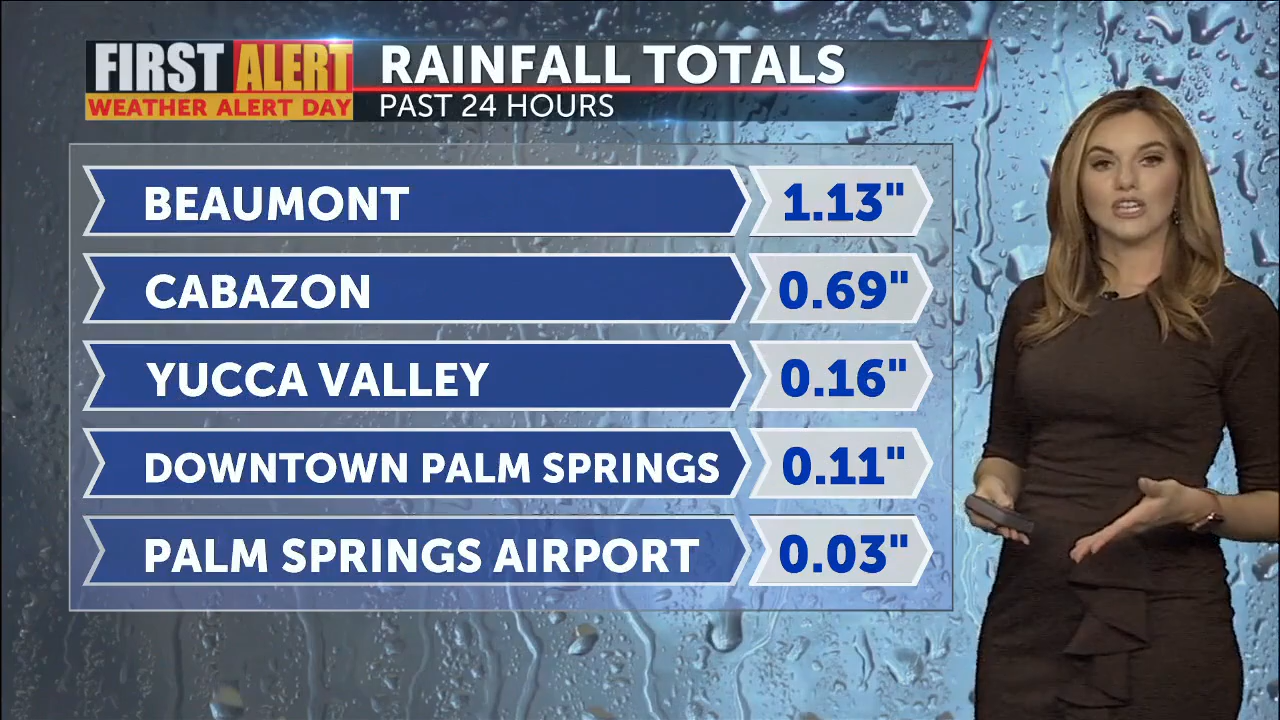 FIRST ALERT
WEATHER ALERT DAY
RAINFALL TOTALS
PAST 24 HOURS
BEAUMONT 1.13"
CABAZON 0.69"
YUCCA VALLEY 0.16"
DOWNTOWN PALM SPRINGS 0.11"
PALM SPRINGS AIRPORT 0.03"